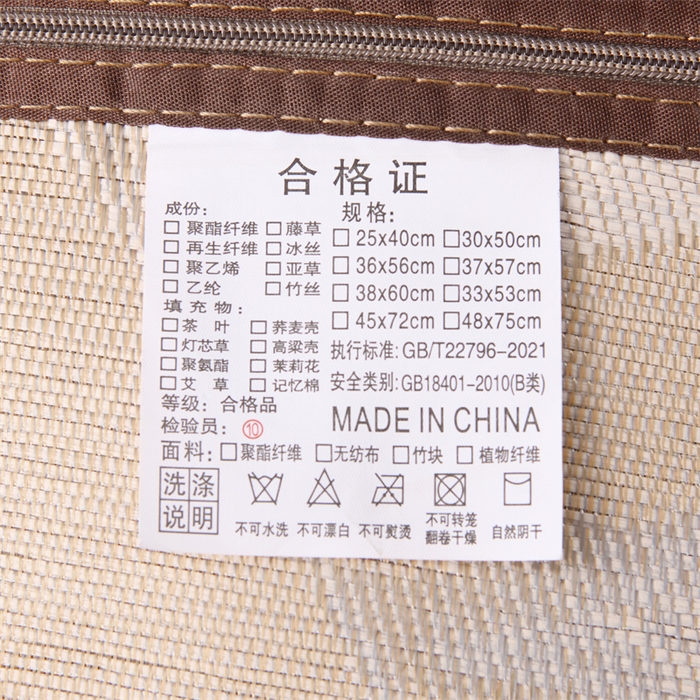 合格证
成份： 规格:
□聚酯纤维 □藤草 □25x40cm □30x50cm
□再生纤维 □冰丝
□聚乙烯 □亚草 □36x56cm □37x57cm
□乙纶 □竹丝 □38x60cm □33x53cm
填充物：
□茶叶 □荞麦壳 □45x72cm □48x75cm
□灯芯草 □高粱壳 执行标准: GB/T22796-2021
□聚氨酯 □茉莉花
□艾草 □记忆棉 安全类别: GB18401-2010(B类)
等级：合格品
检验员：⑩ MADE IN CHINA
面料：□聚酯纤维 □无纺布 □竹块 □植物纤维
洗涤
说明
不可水洗 不可漂白 不可熨烫 不可转笼 自然阴干
翻卷干燥